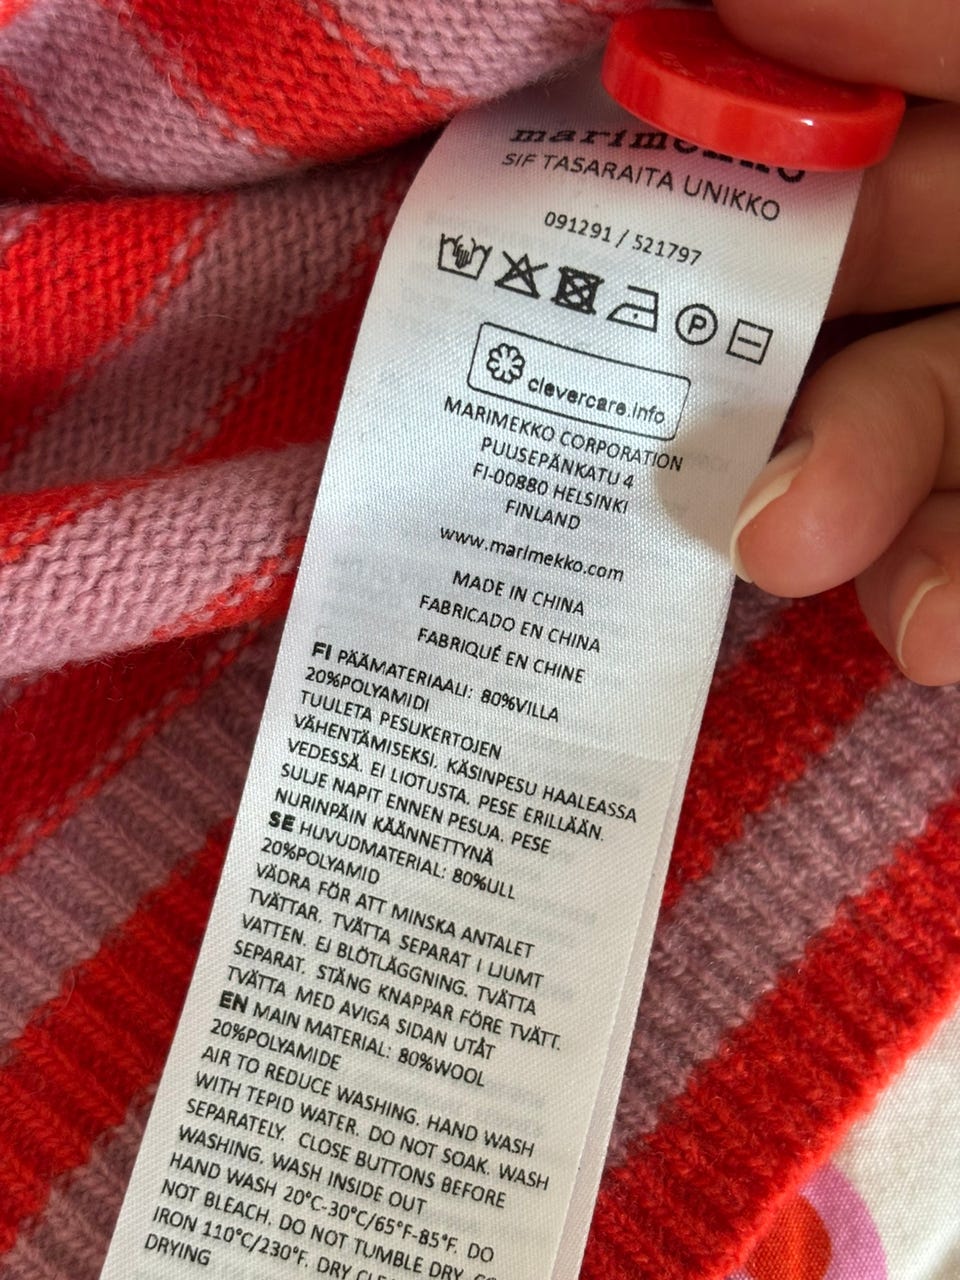 marimekko
SIF TASARAITA UNIKKO
091291 / 521797
P
clevercare.info
MARIMEKKO CORPORATION
PUUSEPÄNKATU 4
FI-00880 HELSINKI
FINLAND
www.marimekko.com
MADE IN CHINA
FABRICADO EN CHINA
FABRIQUÉ EN CHINE
FI PÄÄMATERIAALI: 80%VILLA
20%POLYAMIDI
TUULETA PESUKERTOJEN
VÄHENTÄMISEKSI. KÄSINPESU HAALEASSA
VEDESSÄ. EI LIOTUSTA. PESE ERILLÄÄN.
SULJE NAPIT ENNEN PESUA. PESE
NURINPÄIN KÄÄNNETTYNÄ
SE HUVUDMATERIAL: 80%ULL
20%POLYAMID
VÄDRA FÖR ATT MINSKA ANTALET
TVÄTTAR. TVÄTTA SEPARAT I LJUMT
VATTEN. EJ BLÖTLÄGGNING. TVÄTTA
SEPARAT. STÄNG KNAPPAR FÖRE TVÄTT.
TVÄTTA MED AVIGA SIDAN UTÅT
EN MAIN MATERIAL: 80%WOOL
20%POLYAMIDE
AIR TO REDUCE WASHING. HAND WASH
WITH TEPID WATER. DO NOT SOAK. WASH
SEPARATELY. CLOSE BUTTONS BEFORE
WASHING. WASH INSIDE OUT
HAND WASH 20°C-30°C/65°F-85°F. DO
NOT BLEACH. DO NOT TUMBLE DRY.
IRON 110°C/230°F. DRY
DRYING